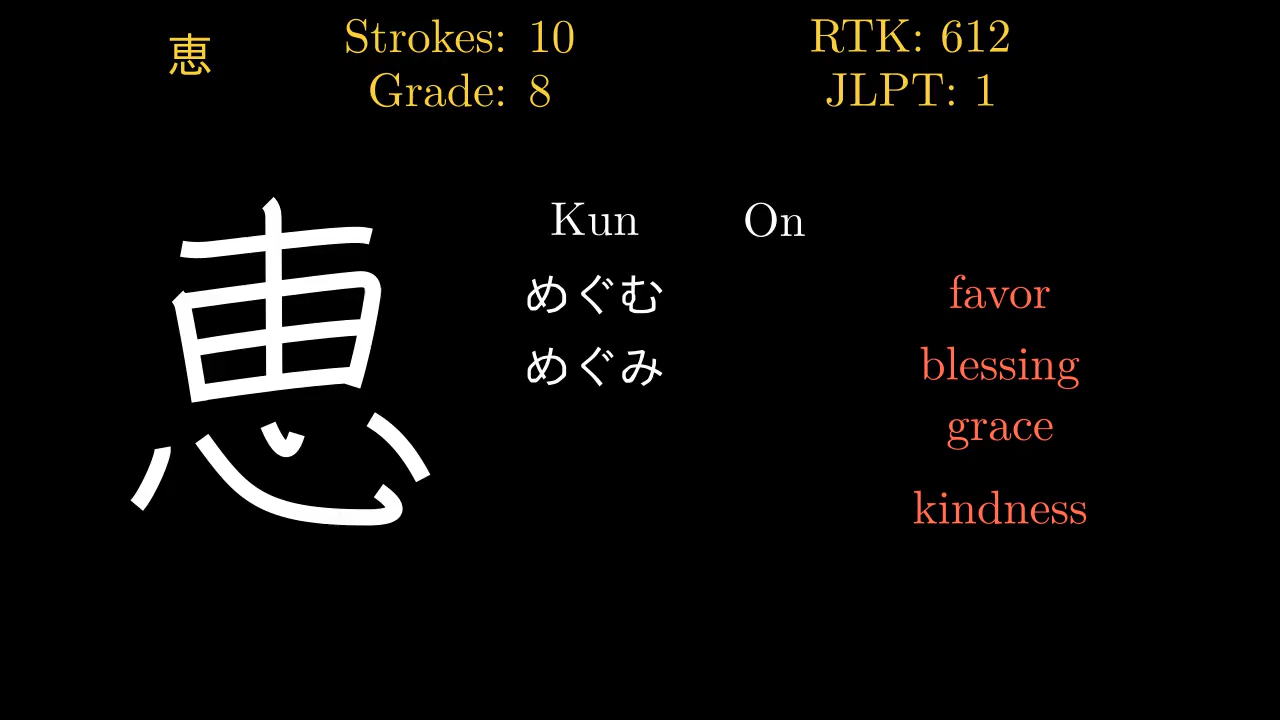 恵
Strokes: 10
Grade: 8
RTK: 612
JLPT: 1
恵
Kun On
めぐむ
めぐみ
favor
blessing
grace
kindness